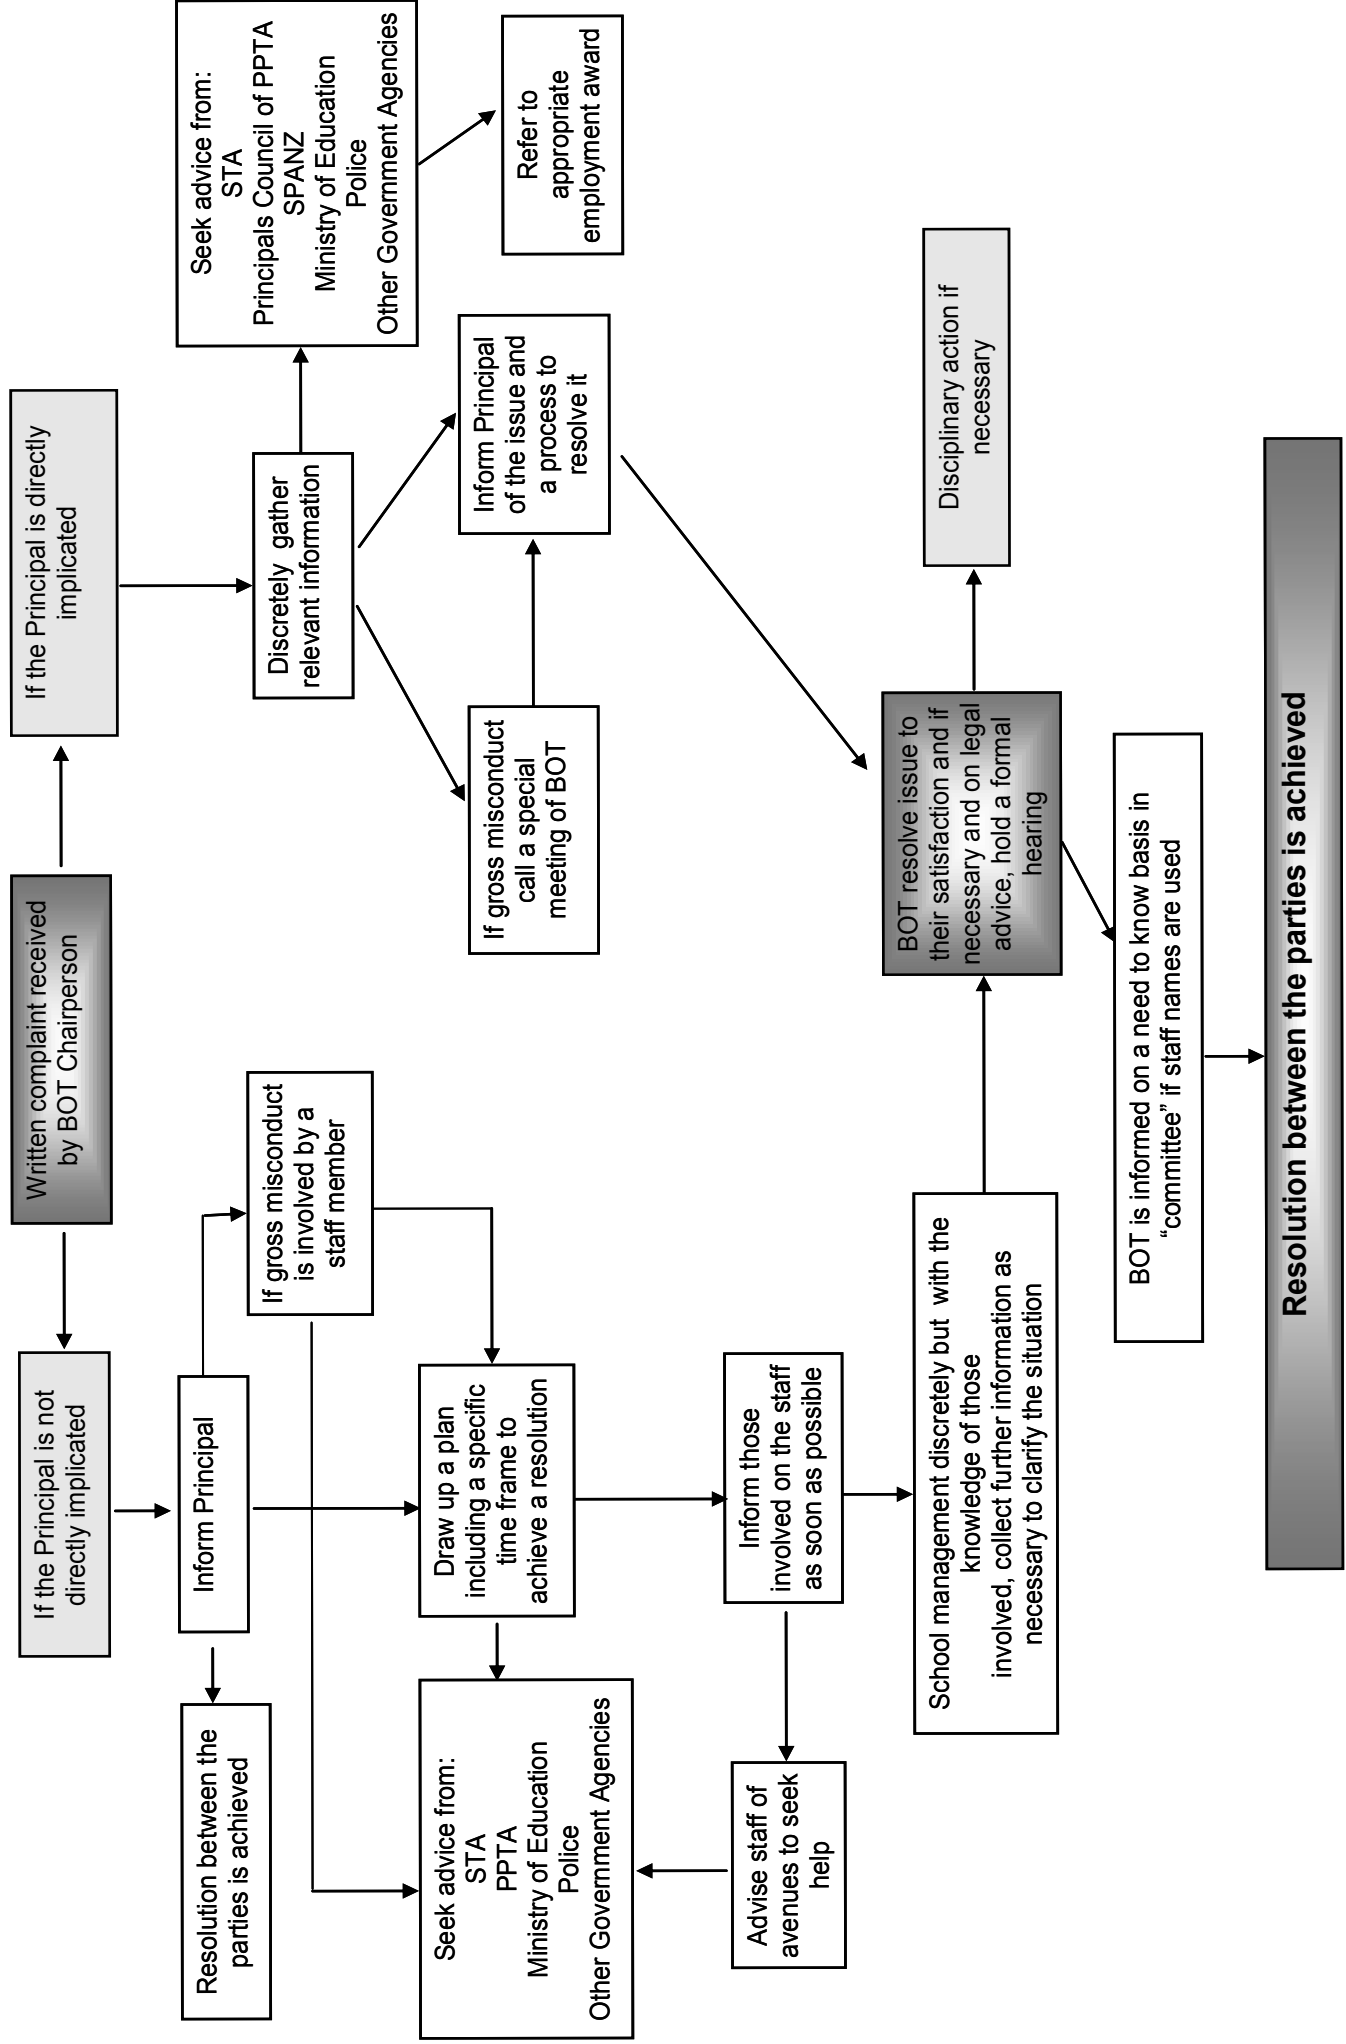 Written complaint received
by BOT Chairperson
If the Principal is not
directly implicated
If the Principal is directly
implicated
Inform Principal
Resolution between the
parties is achieved
If gross misconduct
is involved by a
staff member
Draw up a plan
including a specific
time frame to
achieve a resolution
Seek advice from:
STA
PPTA
Ministry of Education
Police
Other Government Agencies
Inform those
involved on the staff
as soon as possible
Advise staff of
avenues to seek
help
School management discretely but with the
knowledge of those
involved, collect further information as
necessary to clarify the situation
Discretely gather
relevant information
Seek advice from:
STA
Principals Council of PPTA
SPANZ
Ministry of Education
Police
Other Government Agencies
Refer to
appropriate
employment award
If gross misconduct
call a special
meeting of BOT
Inform Principal
of the issue and
a process to
resolve it
BOT resolve issue to
their satisfaction and if
necessary and on legal
advice, hold a formal
hearing
Disciplinary action if
necessary
BOT is informed on a need to know basis in
“committee” if staff names are used
Resolution between the parties is achieved